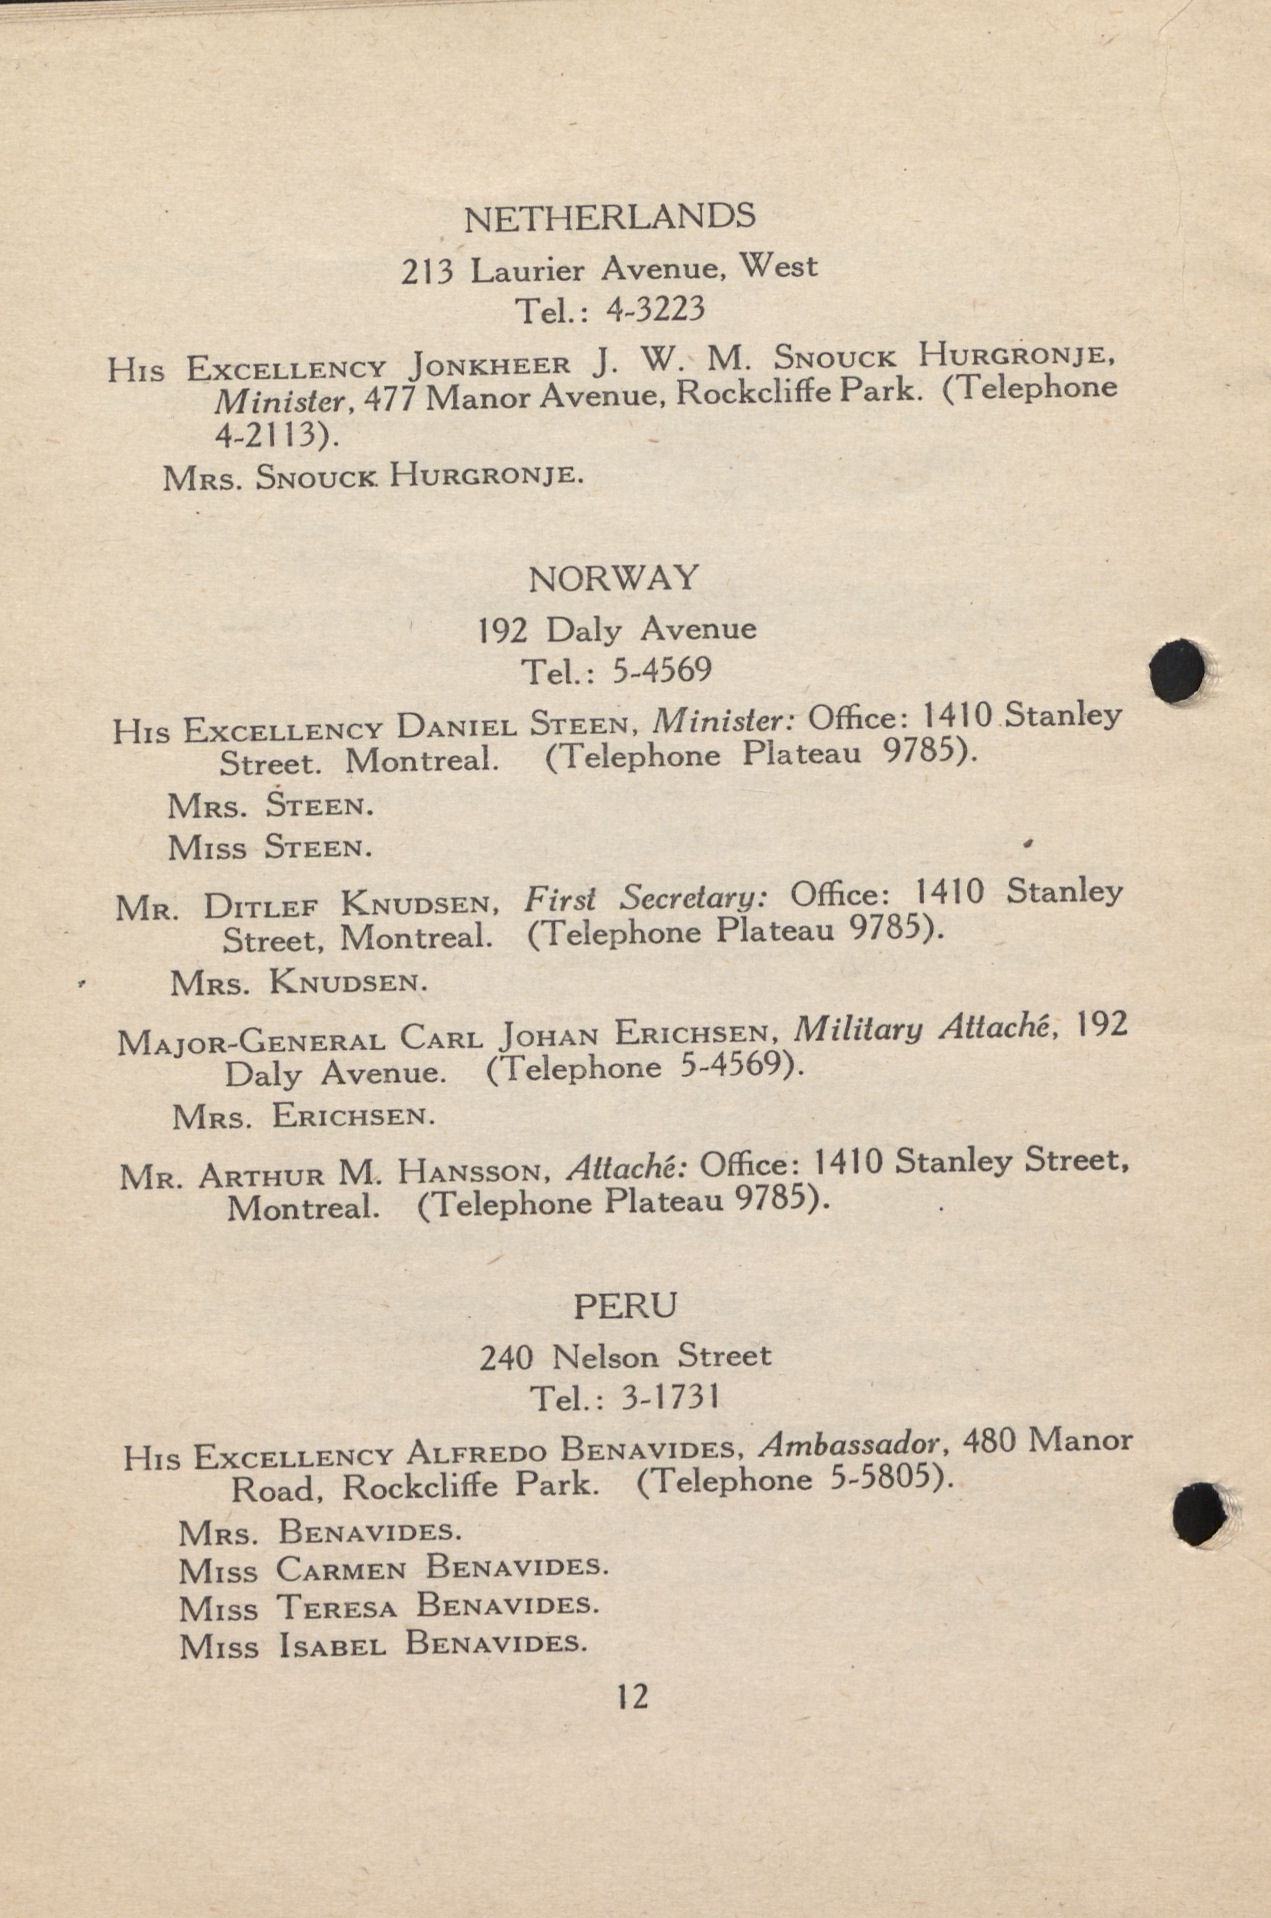 NETHERLANDS
213 Laurier Avenue, West
Tel.: 4-3223
His Excellency Jonkheer J. W. M. Snouck Hurgronje,
Minister, 477 Manor Avenue, Rockcliffe Park. (Telephone
4-2113).
Mrs. Snouck Hurgronje.
NORWAY
192 Daly Avenue
Tel.: 5-4569
His Excellency Daniel Steen, Minister: Office: 1410 Stanley
Street. Montreal. (Telephone Plateau 9785).
Mrs. Steen.
Miss Steen.
Mr. Ditlef Knudsen, First Secretary: Office: 1410 Stanley
Street, Montreal. (Telephone Plateau 9785).
Mrs. Knudsen.
Major-General Carl Johan Erichsen, Military Attaché, 192
Daly Avenue. (Telephone 5-4569).
Mrs. Erichsen.
Mr. Arthur M. Hansson, Attaché: Office: 1410 Stanley Street,
Montreal. (Telephone Plateau 9785).
PERU
240 Nelson Street
Tel.: 3-1731
His Excellency Alfredo Benavides, Ambassador, 480 Manor
Road, Rockcliffe Park. (Telephone 5-5805).
Mrs. Benavides.
Miss Carmen Benavides.
Miss Teresa Benavides.
Miss Isabel Benavides.
12